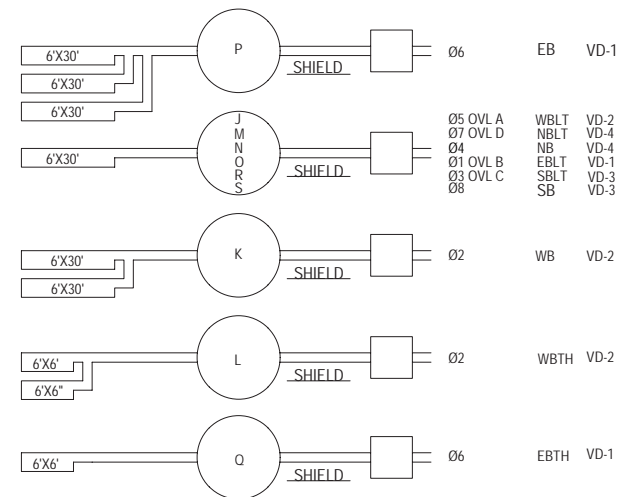 6'X30' P SHIELD Ø6 EB VD-1
6'X30'
6'X30'
J Ø5 OVL A WBLT VD-2
M Ø7 OVL D NBLT VD-4
6'X30' N Ø4 NB VD-4
O SHIELD Ø1 OVL B EBLT VD-1
R Ø3 OVL C SBLT VD-3
S Ø8 SB VD-3
6'X30' K SHIELD Ø2 WB VD-2
6'X30'
6'X6' L SHIELD Ø2 WBTH VD-2
6'X6"
6'X6' Q SHIELD Ø6 EBTH VD-1